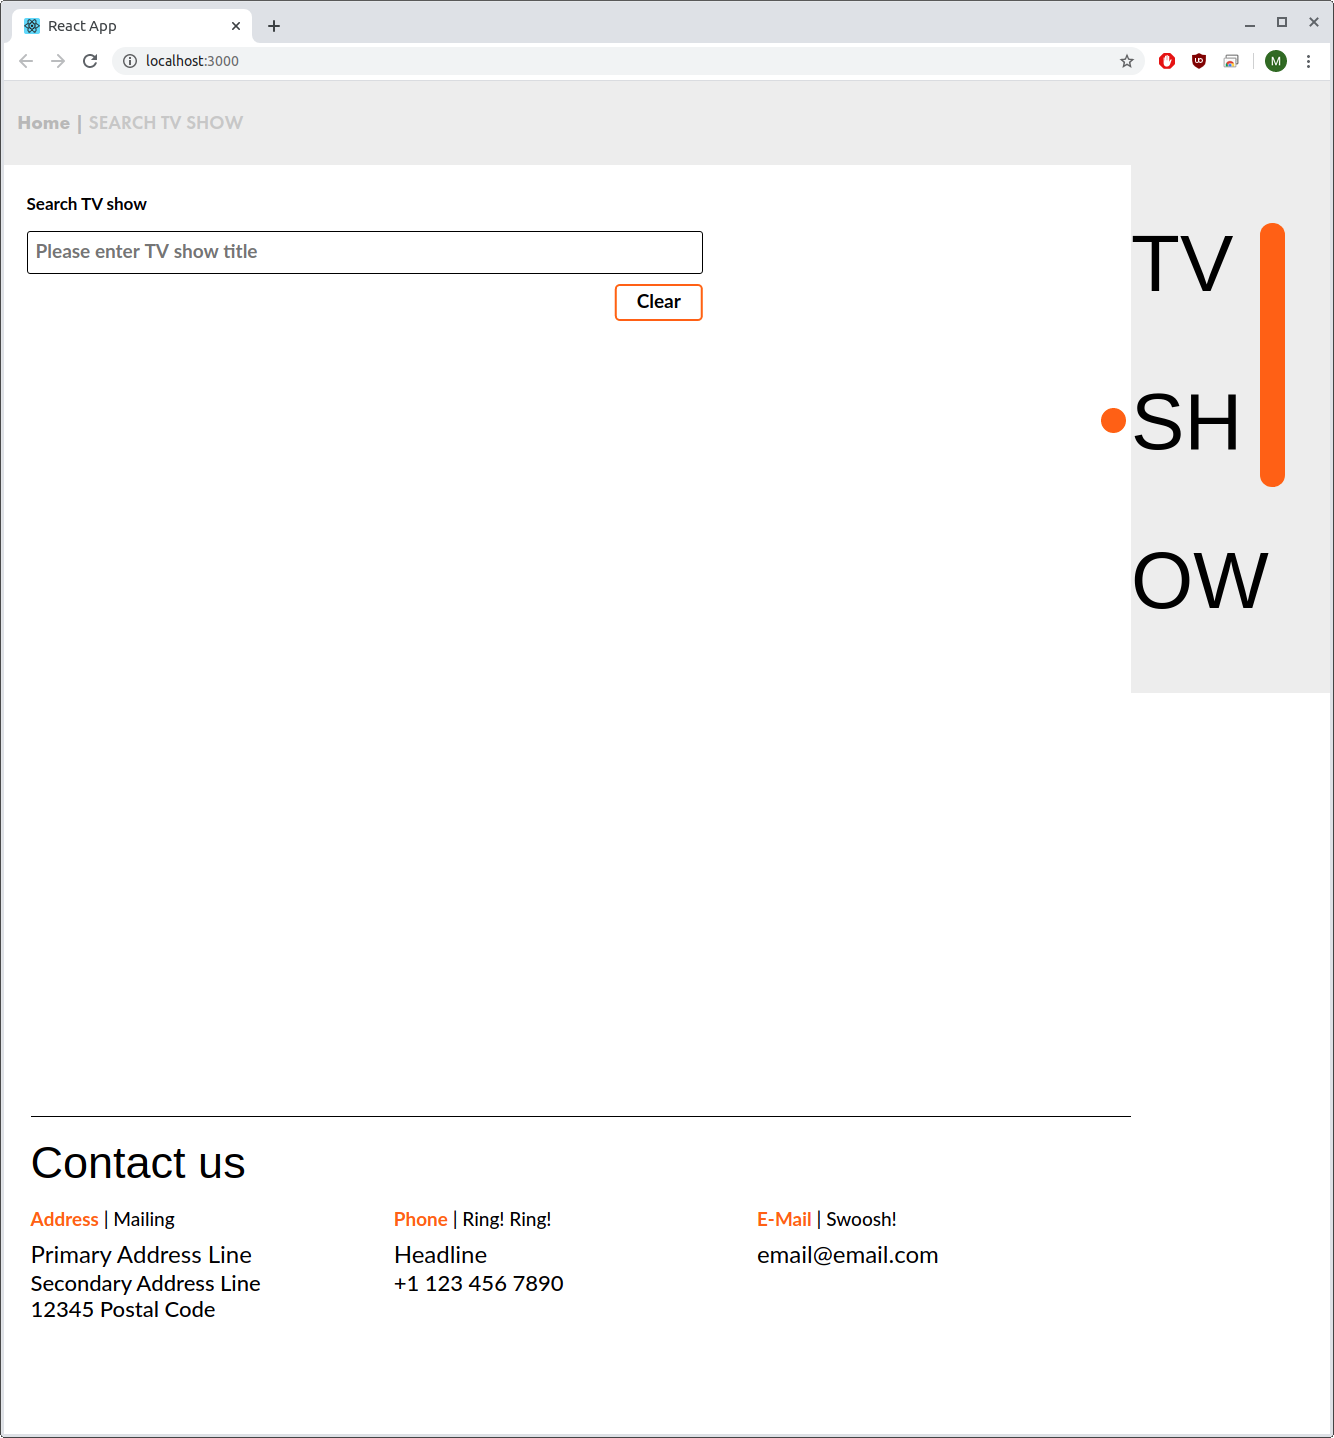 React App
localhost:3000
M
Home | SEARCH TV SHOW
Search TV show
Please enter TV show title
Clear
TV
SH
OW
Contact us
Address | Mailing
Primary Address Line
Secondary Address Line
12345 Postal Code
Phone | Ring! Ring!
Headline
+1 123 456 7890
E-Mail | Swoosh!
email@email.com